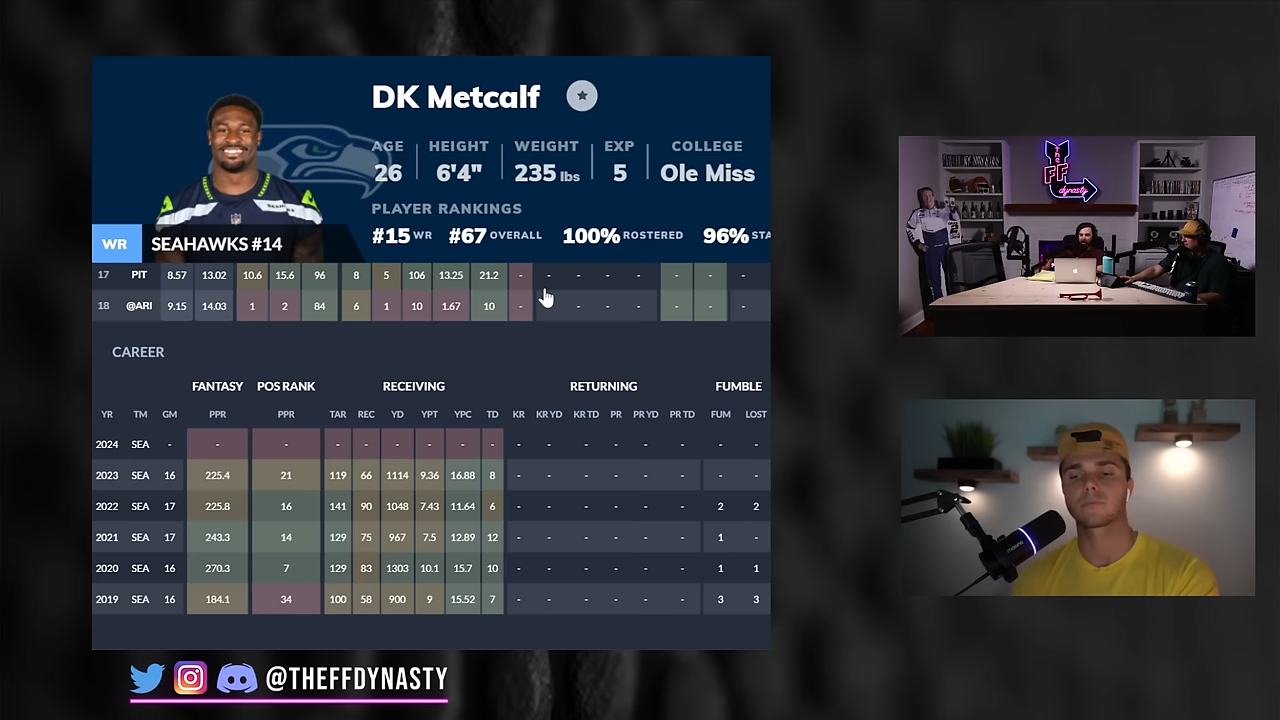 DK Metcalf
AGE HEIGHT WEIGHT EXP COLLEGE
26 6'4" 235 lbs 5 Ole Miss
PLAYER RANKINGS
#15 WR #67 OVERALL 100% ROSTERED 96% STA
WR SEAHAWKS #14
17 PIT 8.57 13.02 10.6 15.6 96 8 5 106 13.25 21.2 - - - - - - - -
18 @ARI 9.15 14.03 1 2 84 6 1 10 1.67 10 - - - - - - -
CAREER
FANTASY POS RANK RECEIVING RETURNING FUMBLE
YR TM GM PPR PPR TAR REC YD YPT YPC TD KR KR YD KR TD PR PR YD PR TD FUM LOST
2024 SEA - - - - - - - - - - - - - - - - -
2023 SEA 16 225.4 21 119 66 1114 9.36 16.88 8 - - - - - - - -
2022 SEA 17 225.8 16 141 90 1048 7.43 11.64 6 - - - - - - 2 2
2021 SEA 17 243.3 14 129 75 967 7.5 12.89 12 - - - - - - 1 -
2020 SEA 16 270.3 7 129 83 1303 10.1 15.7 10 - - - - - - 1 1
2019 SEA 16 184.1 34 100 58 900 9 15.52 7 - - - - - - 3 3
@THEFFDYNASTY
The
FF
dynasty